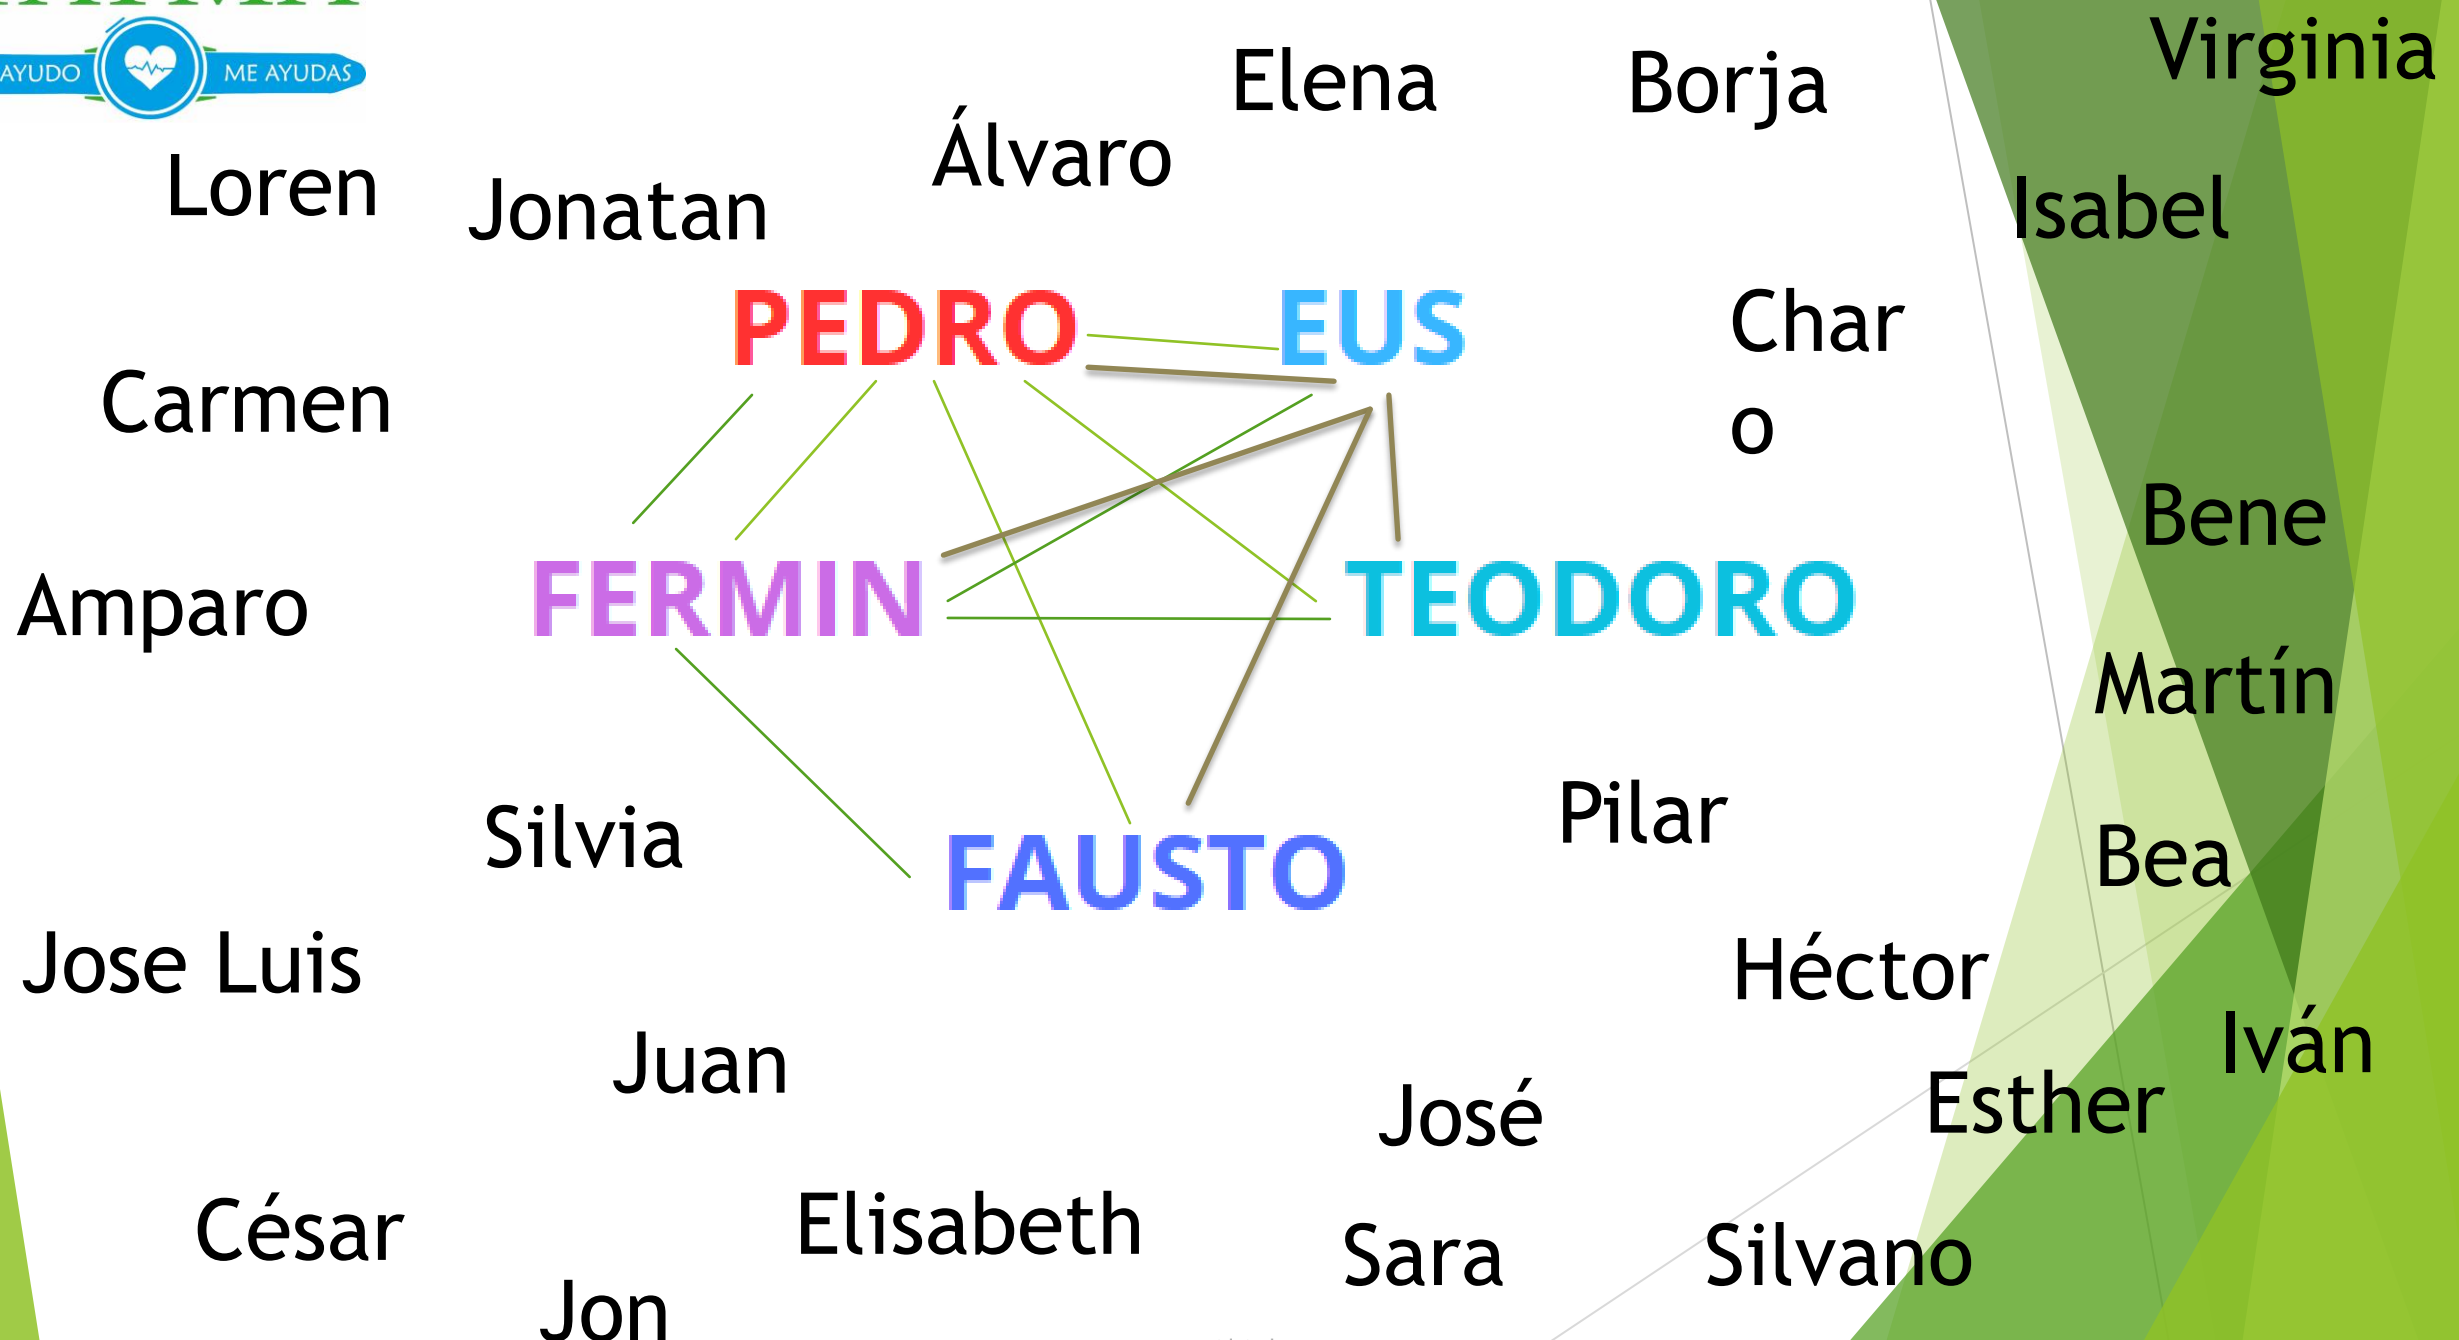 AYUDO
ME AYUDAS
Elena
Borja
Virginia
Álvaro
Loren
Jonatan
Isabel
PEDRO
EUS
Char
o
Carmen
Bene
Amparo
FERMIN
TEODORO
Martín
Silvia
Pilar
Bea
FAUSTO
Jose Luis
Héctor
Iván
Juan
José
Esther
César
Elisabeth
Sara
Silvano
Jon